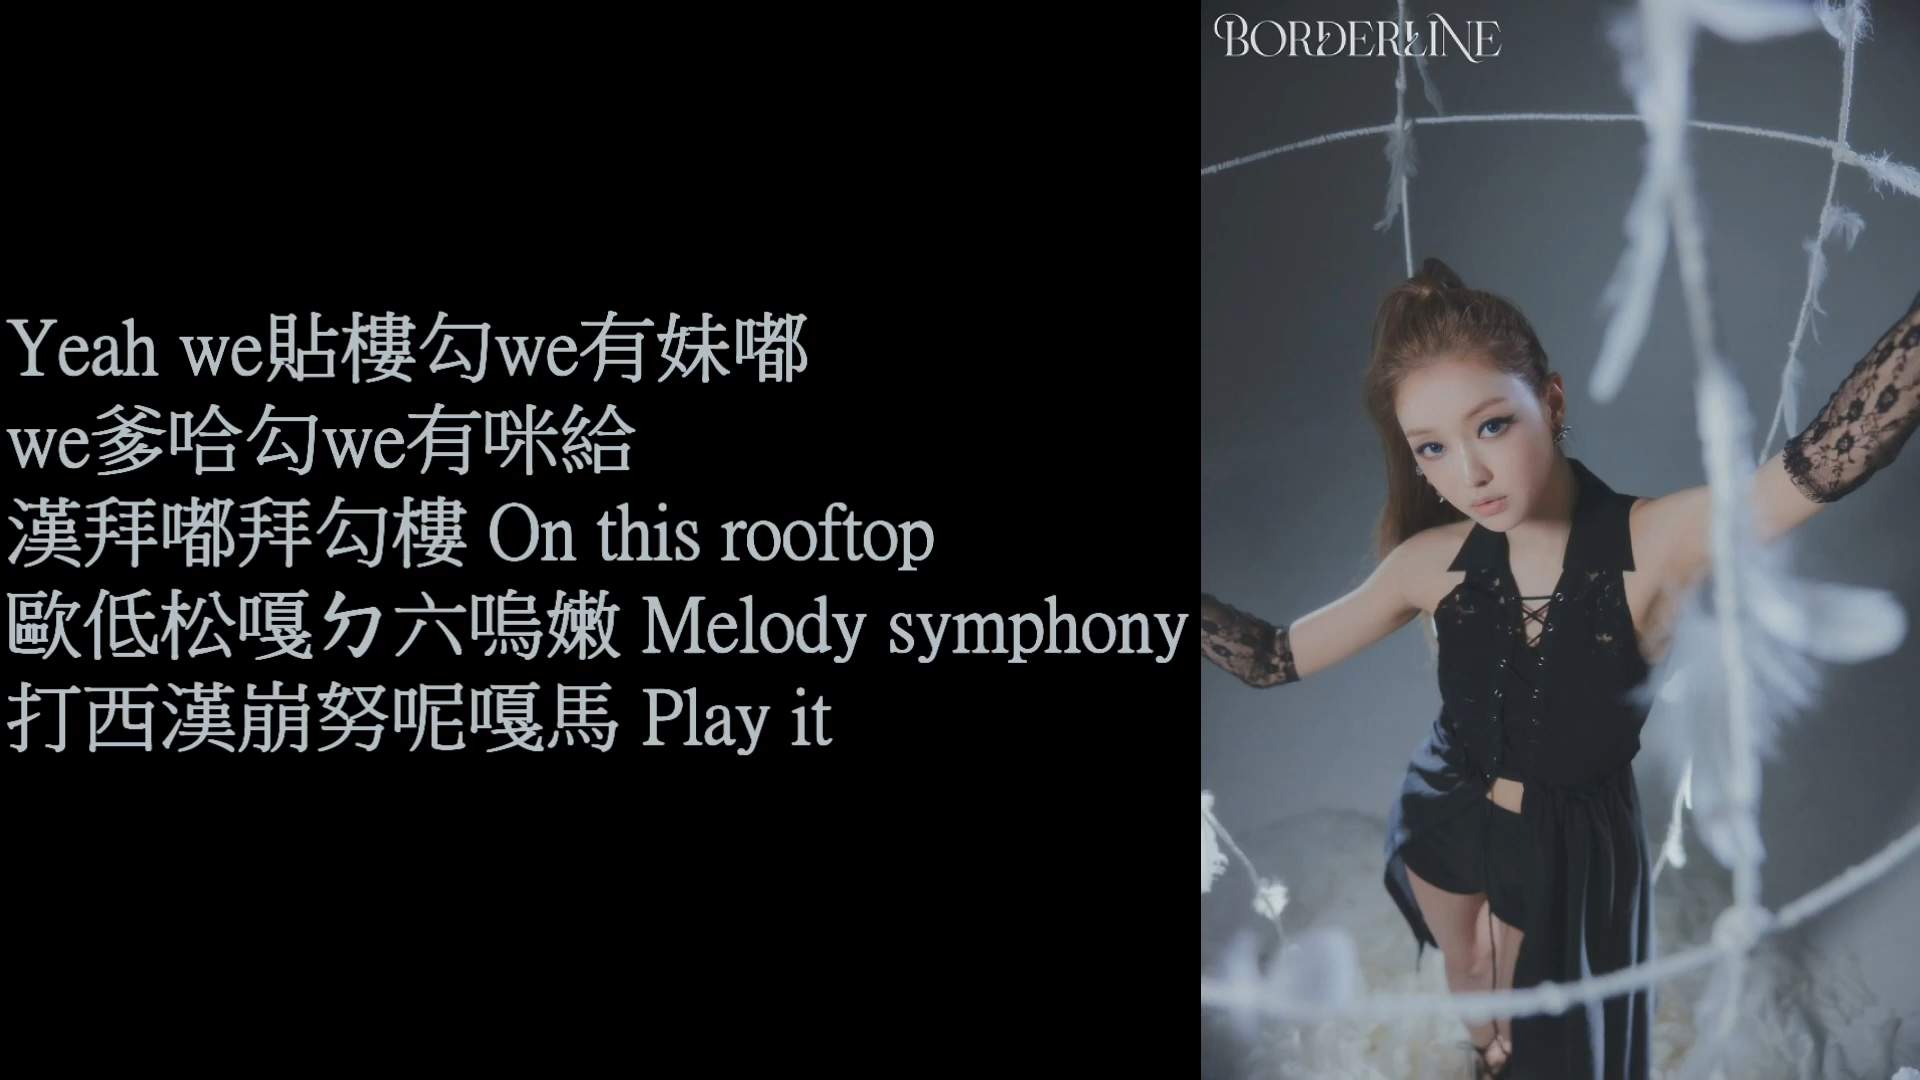 BORDERLINE
Yeah we貼樓勾we有妹嘟
we爹哈勾we有咪給
漢拜嘟拜勾樓 On this rooftop
歐低松嘎ㄉ六嗚嫩 Melody symphony
打西漢崩努呢嘎馬 Play it